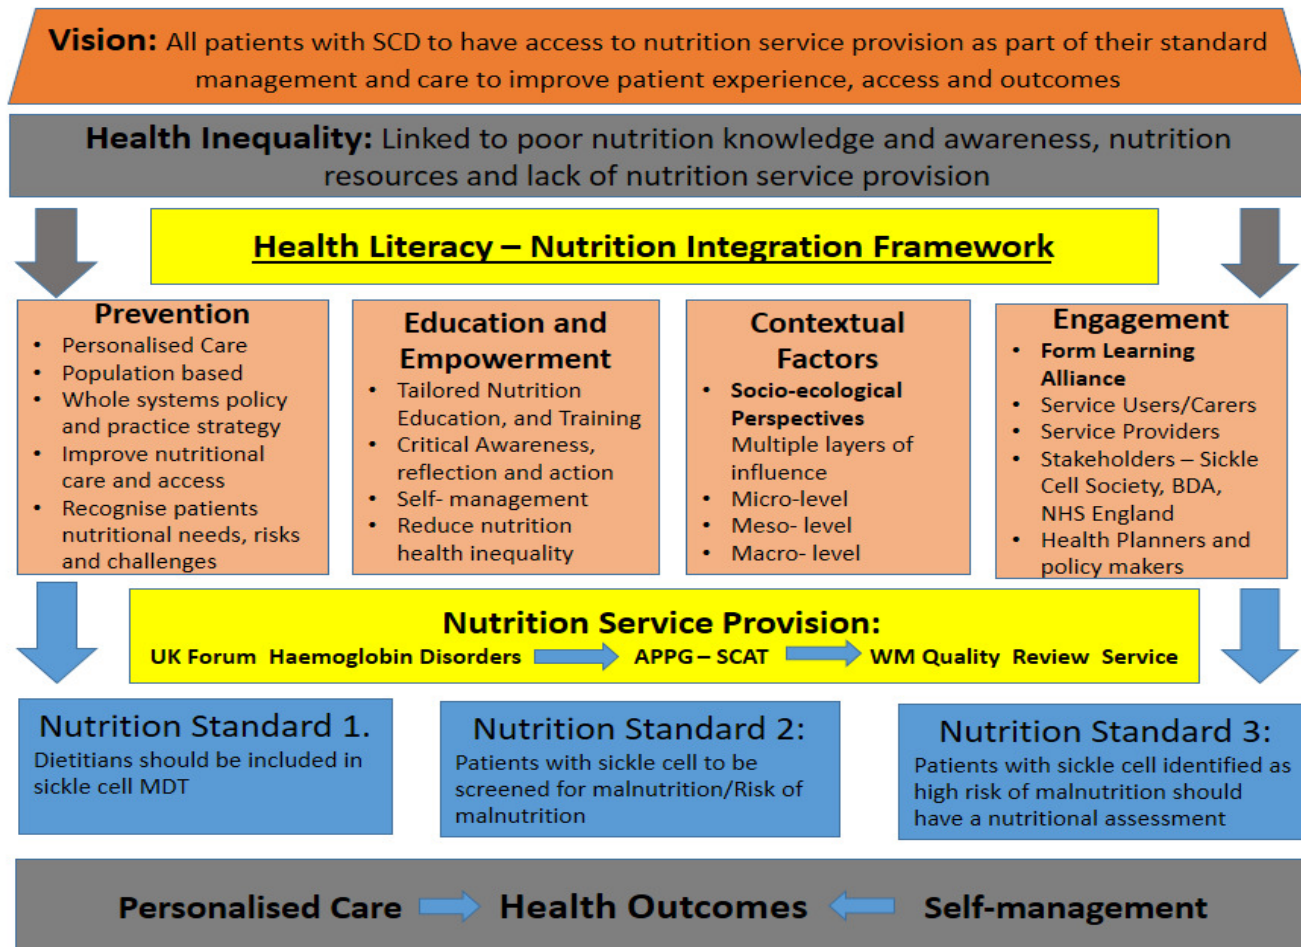 Vision: All patients with SCD to have access to nutrition service provision as part of their standard
management and care to improve patient experience, access and outcomes
Health Inequality: Linked to poor nutrition knowledge and awareness, nutrition
resources and lack of nutrition service provision
Health Literacy – Nutrition Integration Framework
Prevention
• Personalised Care
• Population based
• Whole systems policy
and practice strategy
• Improve nutritional
care and access
• Recognise patients
nutritional needs, risks
and challenges
Education and
Empowerment
• Tailored Nutrition
Education, and Training
• Critical Awareness,
reflection and action
• Self- management
• Reduce nutrition
health inequality
Contextual
Factors
• Socio-ecological
Perspectives
Multiple layers of
influence
• Micro-level
• Meso- level
• Macro- level
Engagement
• Form Learning
Alliance
• Service Users/Carers
• Service Providers
• Stakeholders – Sickle
Cell Society, BDA,
NHS England
• Health Planners and
policy makers
Nutrition Service Provision:
UK Forum Haemoglobin Disorders APPG – SCAT WM Quality Review Service
Nutrition Standard 1.
Dietitians should be included in
sickle cell MDT
Nutrition Standard 2:
Patients with sickle cell to be
screened for malnutrition/Risk of
malnutrition
Nutrition Standard 3:
Patients with sickle cell identified as
high risk of malnutrition should
have a nutritional assessment
Personalised Care Health Outcomes Self-management